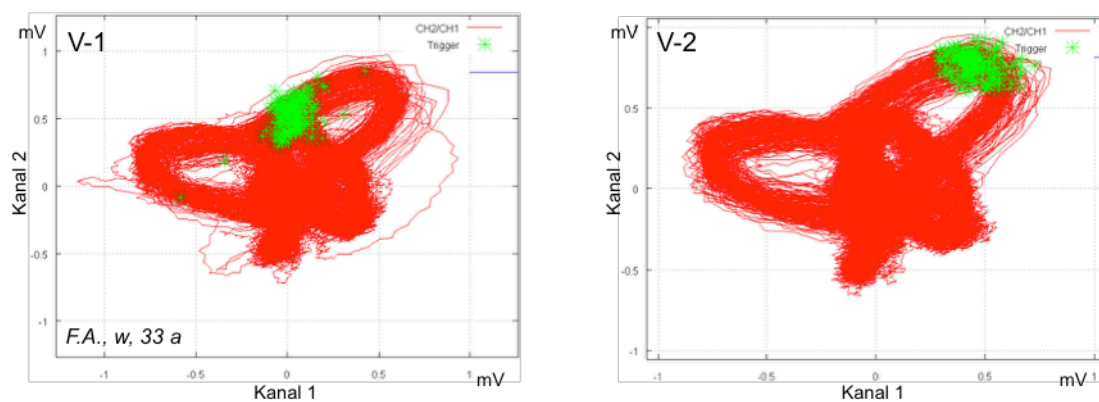 mV
V-1
CH2/CH1
Trigger
1
0.5
0
-0.5
-1
Kanal 2
F.A., w, 33 a
-1
-0.5
0
0.5
1
Kanal 1
mV
mV
V-2
CH2/CH1
Trigger
1
0.5
0
-0.5
-1
Kanal 2
-1
-0.5
0
0.5
1
Kanal 1
mV